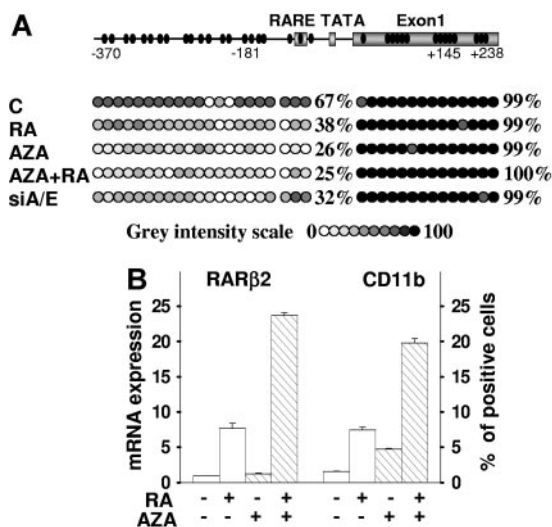 A
RARE TATA Exon1
-370 -181 +145 +238
C 67% 99%
RA 38% 99%
AZA 26% 99%
AZA+RA 25% 100%
siA/E 32% 99%
Grey intensity scale 0 100
B
RARβ2 CD11b
mRNA expression
25 25
20 20
15 15
10 10
5 5
0 0
% of positive cells
RA - + - + - + - +
AZA - - + + - - + +